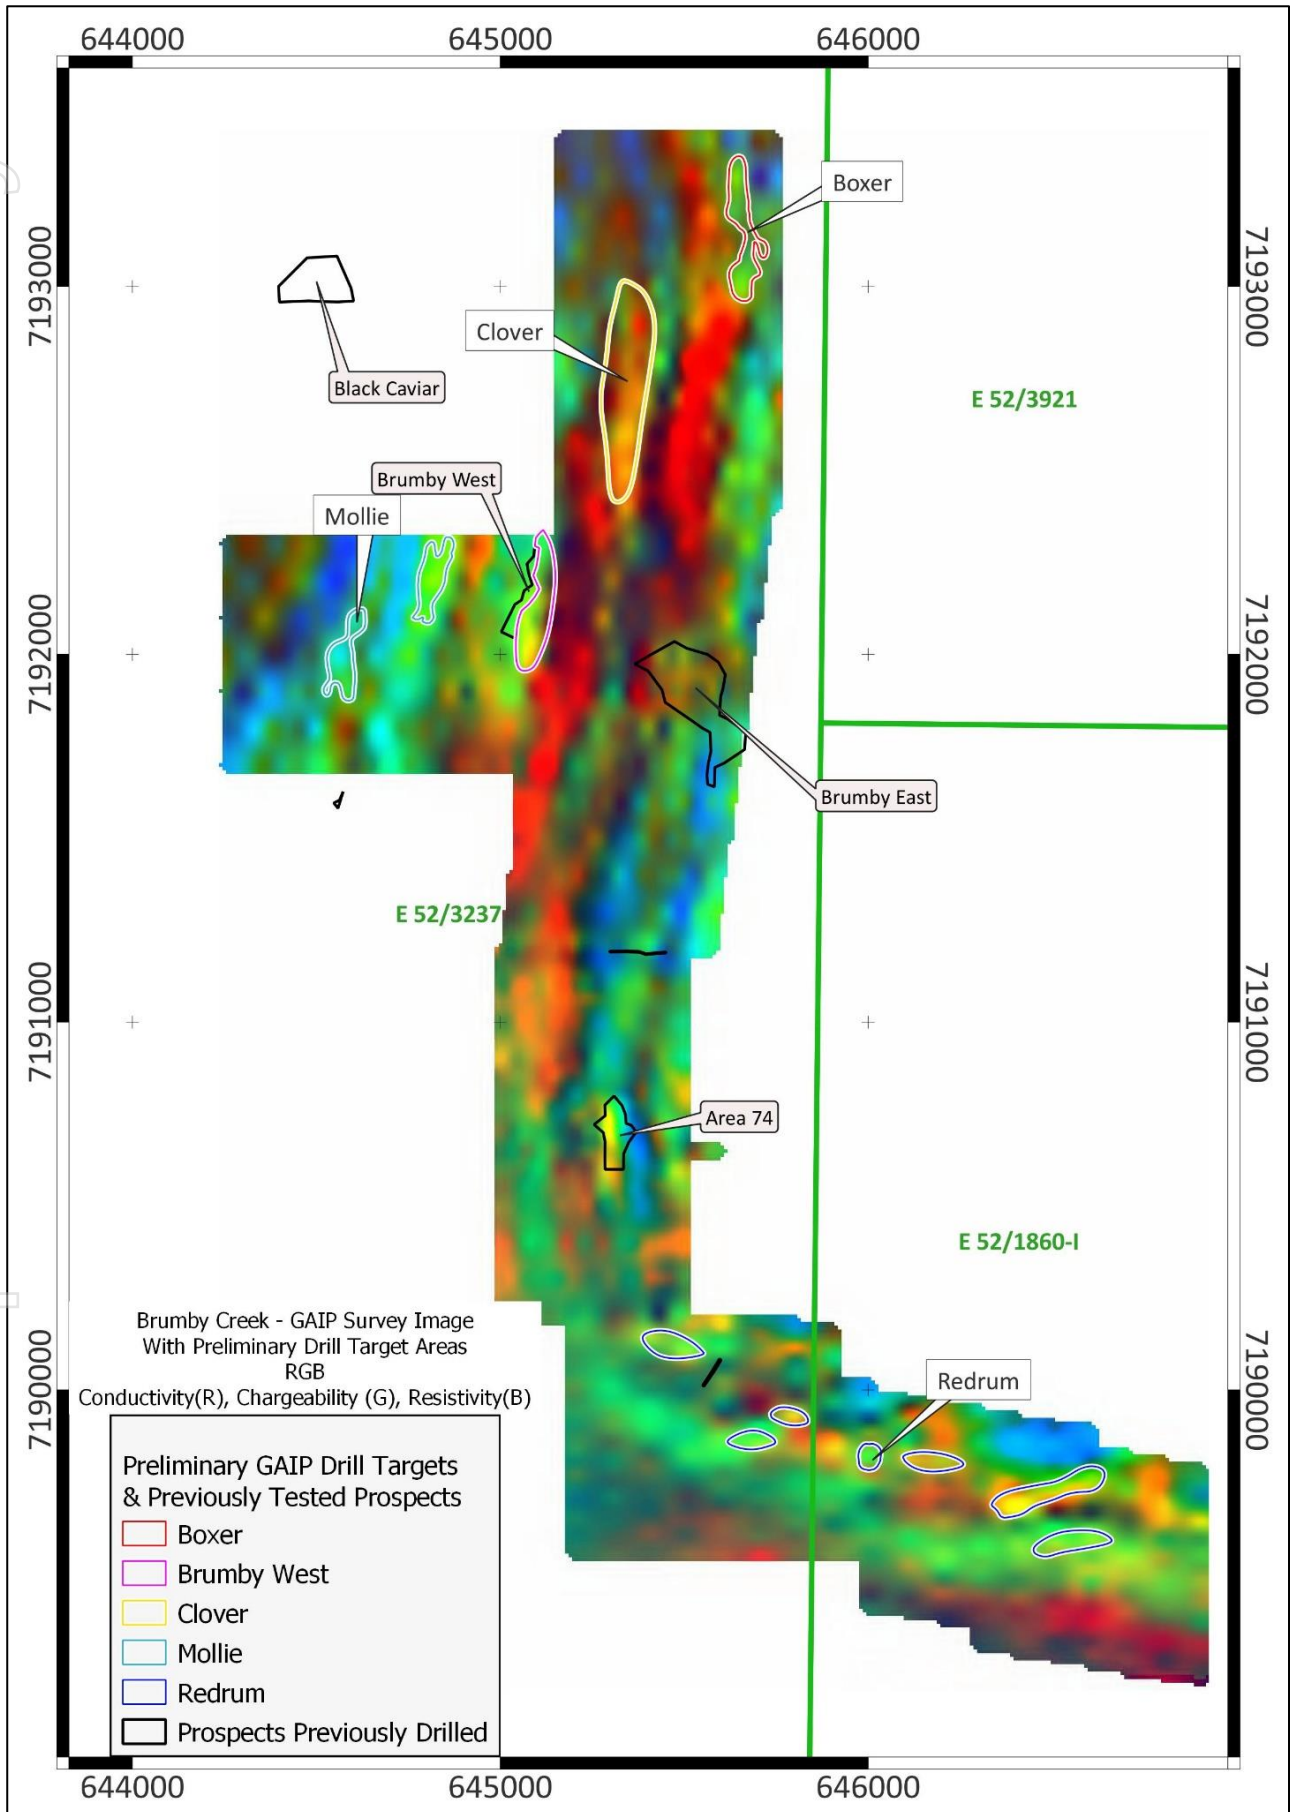 644000 645000 646000
Boxer
7193000
7193000
Clover
Black Caviar
E 52/3921
Brumby West
Mollie
7192000
7192000
Brumby East
E 52/3237
7191000
7191000
Area 74
E 52/1860-I
Brumby Creek - GAIP Survey Image
With Preliminary Drill Target Areas
RGB
Conductivity(R), Chargeability (G), Resistivity(B)
7190000
7190000
Redrum
Preliminary GAIP Drill Targets
& Previously Tested Prospects
Boxer
Brumby West
Clover
Mollie
Redrum
Prospects Previously Drilled
644000 645000 646000